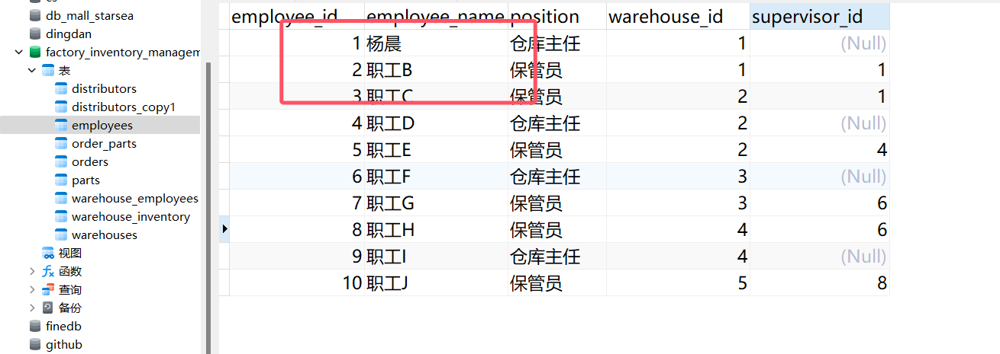 db_mall_starsea
dingdan
factory_inventory_managem
表
distributors
distributors_copy1
employees
order_parts
orders
parts
warehouse_employees
warehouse_inventory
warehouses
视图
函数
查询
备份
finedb
github
employee_id employee_name position warehouse_id supervisor_id
1 杨晨 仓库主任 1 (Null)
2 职工B 保管员 1 1
3 职工C 保管员 2 1
4 职工D 仓库主任 2 (Null)
5 职工E 保管员 2 4
6 职工F 仓库主任 3 (Null)
7 职工G 保管员 3 6
8 职工H 保管员 4 6
9 职工I 仓库主任 4 (Null)
10 职工J 保管员 5 8